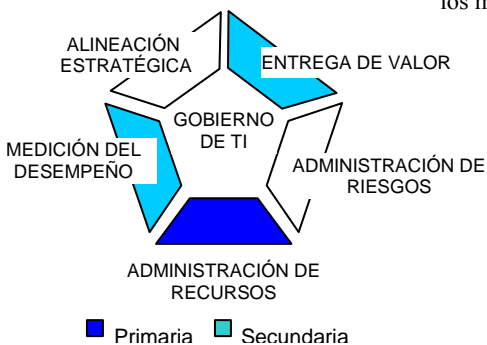 los m
ALINEACIÓN
ESTRATÉGICA
ENTREGA DE VALOR
GOBIERNO
DE TI
MEDICIÓN DEL
DESEMPEÑO
ADMINISTRACIÓN DE
RIESGOS
ADMINISTRACIÓN DE
RECURSOS
Primaria Secundaria